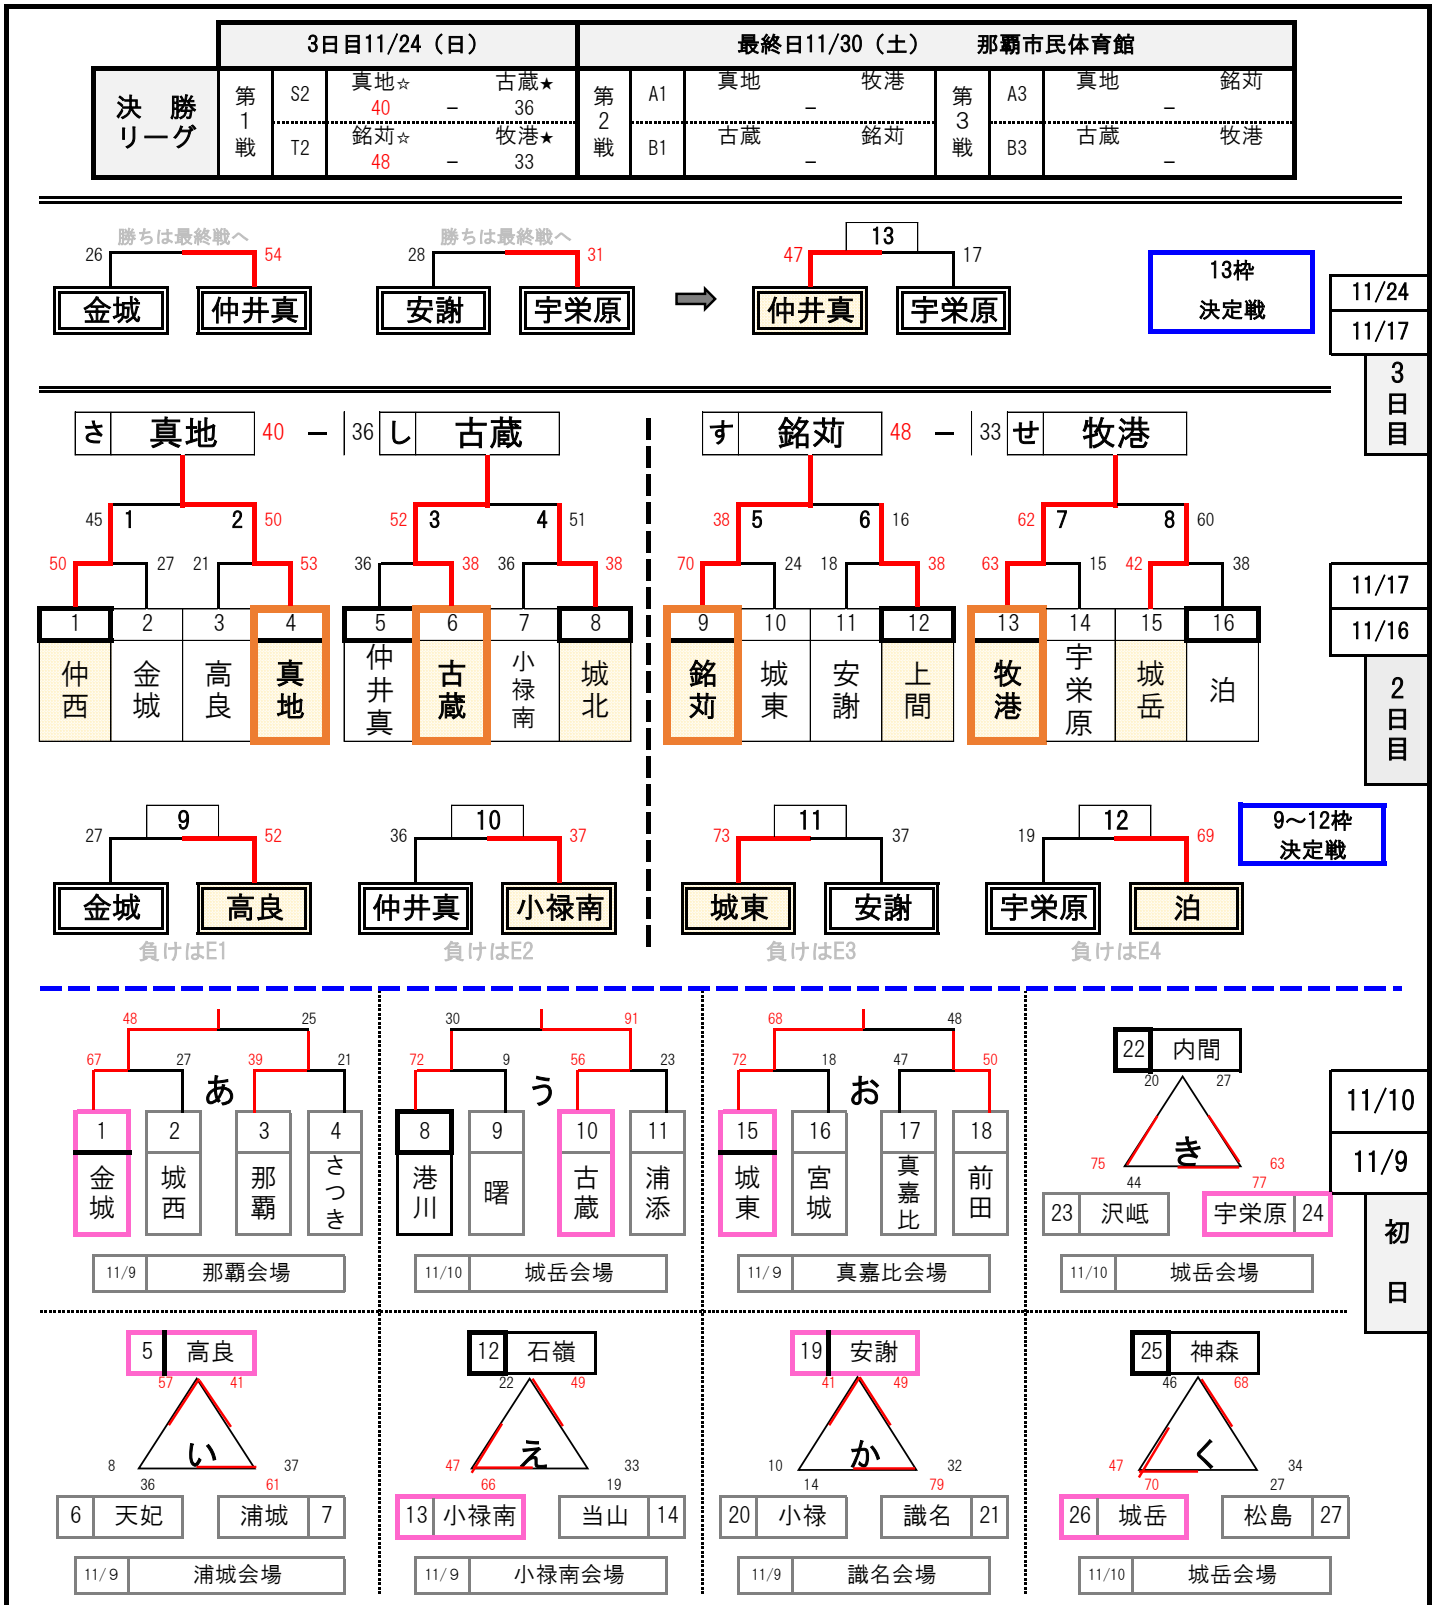 3日目11/24（日）
最終日11/30（土）　那覇市民体育館
決　勝
リーグ
第1戦
S2 真地☆ 40 － 古蔵★ 36
T2 銘苅☆ 48 － 牧港★ 33
第2戦
A1 真地 － 牧港
B1 古蔵 － 銘苅
第3戦
A3 真地 － 銘苅
B3 古蔵 － 牧港
勝ちは最終戦へ 勝ちは最終戦へ 13
26 54 28 31 47 17
金城 仲井真 安謝 宇栄原 仲井真 宇栄原
13枠
決定戦
11/24
11/17
3日目
さ 真地 40 － 36 し 古蔵 す 銘苅 48 － 33 せ 牧港
45 1 2 50 52 3 4 51 38 5 6 16 62 7 8 60
50 27 21 53 36 38 36 38 70 24 18 38 63 15 42 38
1 2 3 4 5 6 7 8 9 10 11 12 13 14 15 16
仲西 金城 高良 真地 仲井真 古蔵 小禄南 城北 銘苅 城東 安謝 上間 牧港 宇栄原 城岳 泊
11/17
11/16
2日目
9 10 11 12
27 52 36 37 73 37 19 69
金城 高良 仲井真 小禄南 城東 安謝 宇栄原 泊
負けはE1 負けはE2 負けはE3 負けはE4
9～12枠
決定戦
48 25 30 91 68 48
67 27 39 21 72 9 56 23 72 18 47 50
あ う お
1 2 3 4 8 9 10 11 15 16 17 18
金城 城西 那覇 さつき 港川 曙 古蔵 浦添 城東 宮城 真嘉比 前田
22 内間
20 27
き
75 63
44 77
23 沢岻 宇栄原 24
11/9 那覇会場 11/10 城岳会場 11/9 真嘉比会場 11/10 城岳会場
11/10
11/9
初日
5 高良 12 石嶺 19 安謝 25 神森
57 41 22 49 41 49 46 68
い え か く
8 37 47 33 10 32 47 34
36 61 66 19 14 79 70 27
6 天妃 浦城 7 13 小禄南 当山 14 20 小禄 識名 21 26 城岳 松島 27
11/9 浦城会場 11/9 小禄南会場 11/9 識名会場 11/10 城岳会場